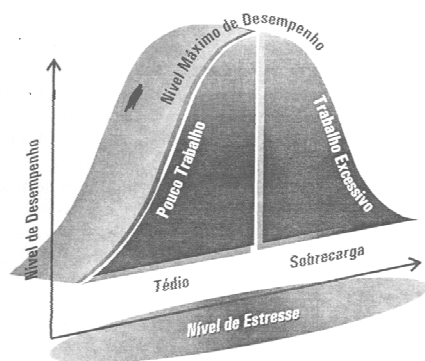 Nível Máximo de Desempenho
Nível de Desempenho
Pouco Trabalho
Trabalho Excessivo
Tédio
Sobrecarga
Nível de Estresse